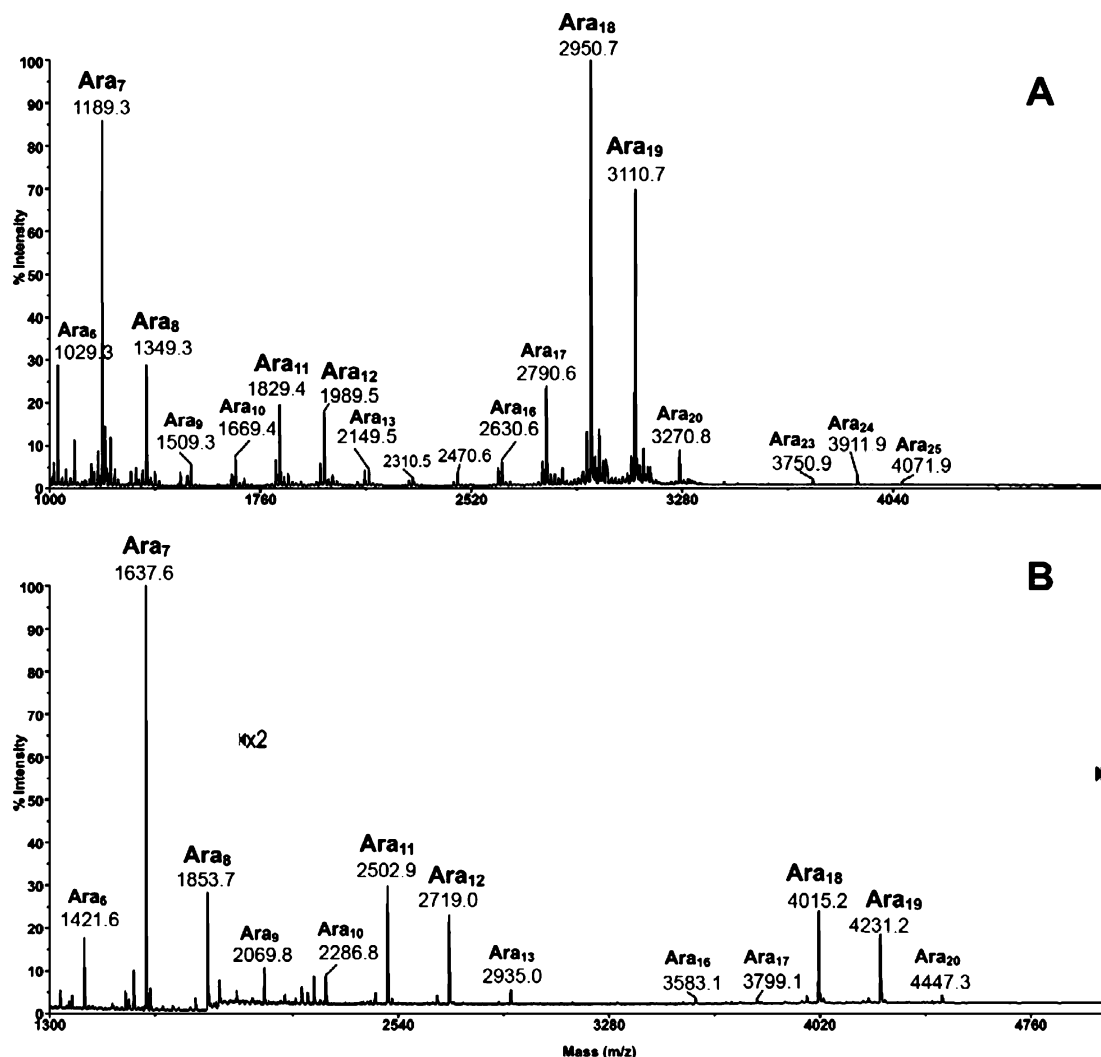 Ara₁₈
2950.7
A
Ara₇
1189.3
Ara₁₉
3110.7
Ara₆
1029.3
Ara₈
1349.3
Ara₉
1509.3
Ara₁₀
1669.4
Ara₁₁
1829.4
Ara₁₂
1989.5
Ara₁₃
2149.5
2310.5
2470.6
Ara₁₆
2630.6
Ara₁₇
2790.6
Ara₂₀
3270.8
Ara₂₃
3750.9
Ara₂₄
3911.9
Ara₂₅
4071.9
% Intensity
100
90
80
70
60
50
40
30
20
10
0
1000 1760 2520 3280 4040
B
Ara₇
1637.6
x2
Ara₆
1421.6
Ara₈
1853.7
Ara₉
2069.8
Ara₁₀
2286.8
Ara₁₁
2502.9
Ara₁₂
2719.0
Ara₁₃
2935.0
Ara₁₆
3583.1
Ara₁₇
3799.1
Ara₁₈
4015.2
Ara₁₉
4231.2
Ara₂₀
4447.3
% Intensity
100
90
80
70
60
50
40
30
20
10
0
1300 2540 3280 4020 4760
Mass (m/z)